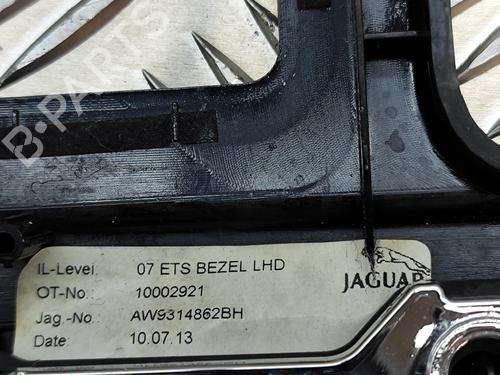 B-PARTS
IL-Level: 07 ETS BEZEL LHD
OT-No.: 10002921
Jag.-No: AW9314862BH
Date: 10.07.13
JAGUAR